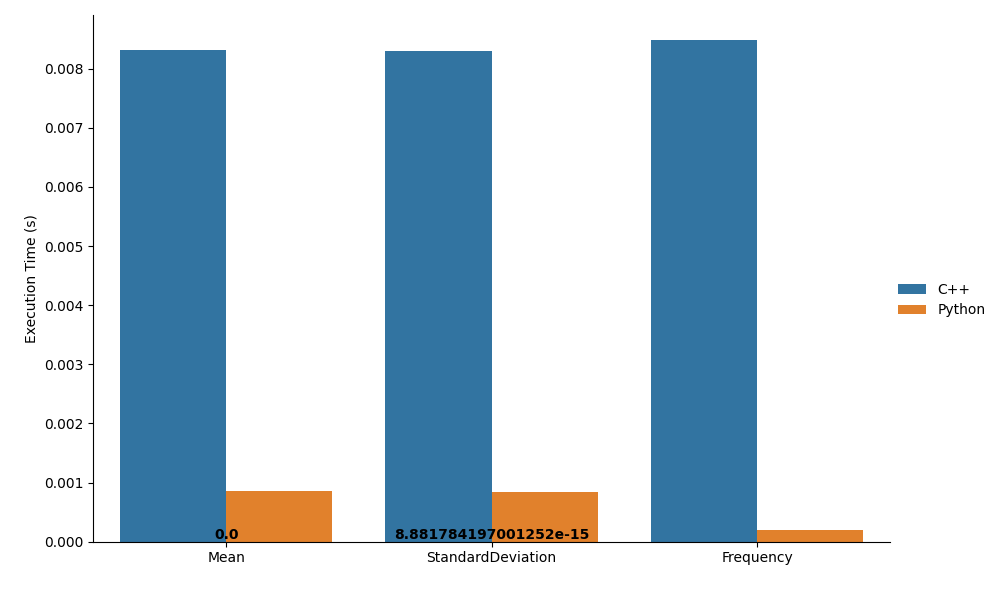 Execution Time (s)
0.008
0.007
0.006
0.005
0.004
0.003
0.002
0.001
0.000
0.0
8.881784197001252e-15
Mean
StandardDeviation
Frequency
C++
Python